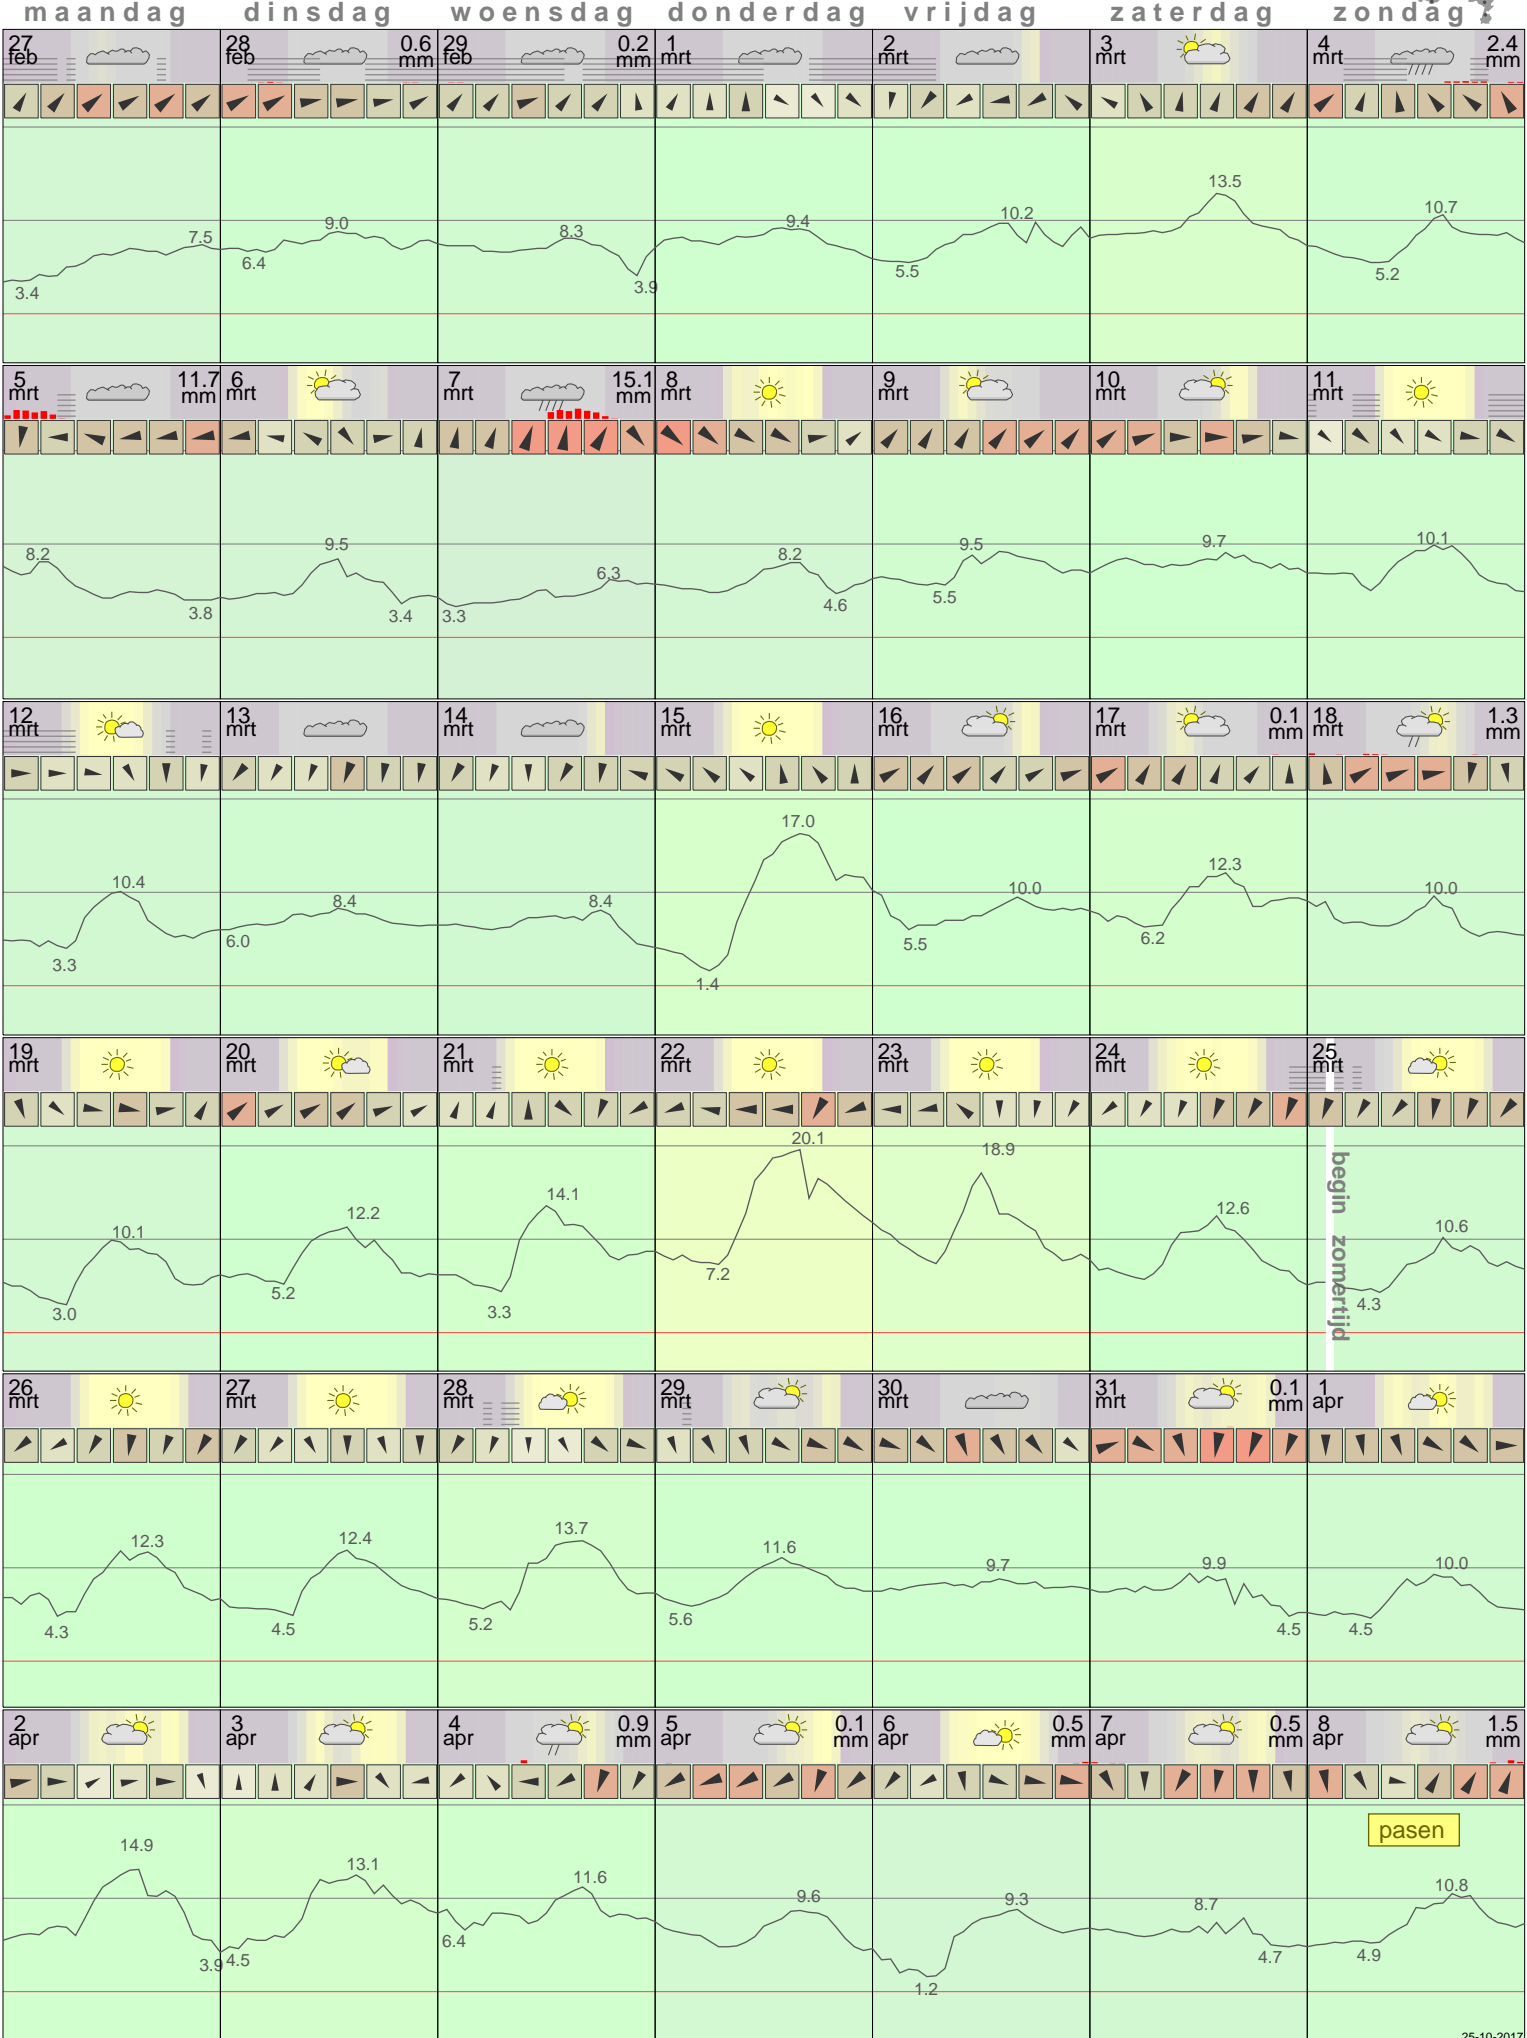 maandag dinsdag woensdag donderdag vrijdag zaterdag zondag
27 feb
28 feb 0.6 mm
29 feb 0.2 mm
1 mrt
2 mrt
3 mrt
4 mrt 2.4 mm
3.4 7.5 6.4 9.0 8.3 3.9 9.4 5.5 10.2 13.5 5.2 10.7
5 mrt 11.7 mm
6 mrt
7 mrt 15.1 mm
8 mrt
9 mrt
10 mrt
11 mrt
8.2 3.8 9.5 3.4 3.3 6.3 8.2 4.6 5.5 9.5 9.7 10.1
12 mrt
13 mrt
14 mrt
15 mrt
16 mrt
17 mrt 0.1 mm
18 mrt 1.3 mm
3.3 10.4 6.0 8.4 8.4 1.4 17.0 5.5 10.0 6.2 12.3 10.0
19 mrt
20 mrt
21 mrt
22 mrt
23 mrt
24 mrt
25 mrt
3.0 10.1 5.2 12.2 3.3 14.1 7.2 20.1 18.9 12.6 4.3 10.6
begin zomertijd
26 mrt
27 mrt
28 mrt
29 mrt
30 mrt
31 mrt 0.1 mm
1 apr
4.3 12.3 4.5 12.4 5.2 13.7 5.6 11.6 9.7 9.9 4.5 4.5 10.0
2 apr
3 apr
4 apr 0.9 mm
5 apr 0.1 mm
6 apr 0.5 mm
7 apr 0.5 mm
8 apr 1.5 mm
pasen
14.9 3.9 4.5 13.1 6.4 11.6 9.6 1.2 9.3 8.7 4.7 4.9 10.8
25-10-2017